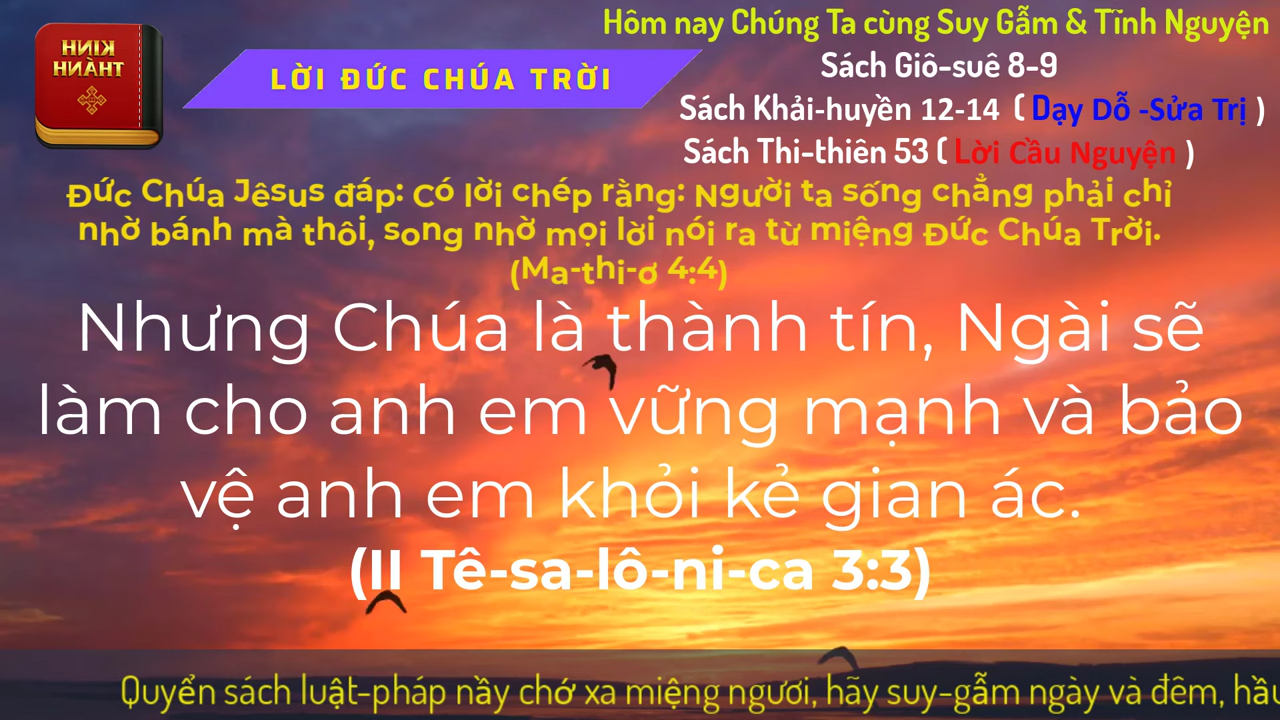 Hôm nay Chúng Ta cùng Suy Gẫm & Tĩnh Nguyện
KINH
THÀNH
LỜI ĐỨC CHÚA TRỜI
Sách Giô-suê 8-9
Sách Khải-huyền 12-14 ( Dạy Dỗ -Sửa Trị )
Sách Thi-thiên 53 ( Lời Cầu Nguyện )
Đức Chúa Jêsus đáp: Có lời chép rằng: Người ta sống chẳng phải chỉ
nhờ bánh mà thôi, song nhờ mọi lời nói ra từ miệng Đức Chúa Trời.
(Ma-thi-ơ 4:4)
Nhưng Chúa là thành tín, Ngài sẽ
làm cho anh em vững mạnh và bảo
vệ anh em khỏi kẻ gian ác.
(II Tê-sa-lô-ni-ca 3:3)
Quyển sách luật-pháp nầy chớ xa miệng ngươi, hãy suy-gẫm ngày và đêm, hầu